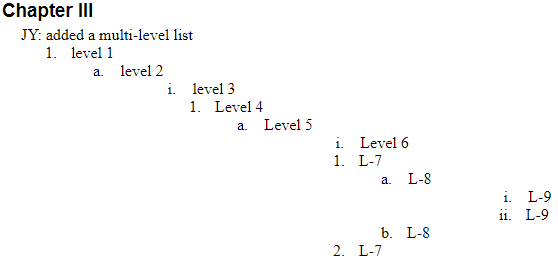 Chapter III
JY: added a multi-level list
1. level 1
a. level 2
i. level 3
1. Level 4
a. Level 5
i. Level 6
1. L-7
a. L-8
i. L-9
ii. L-9
b. L-8
2. L-7